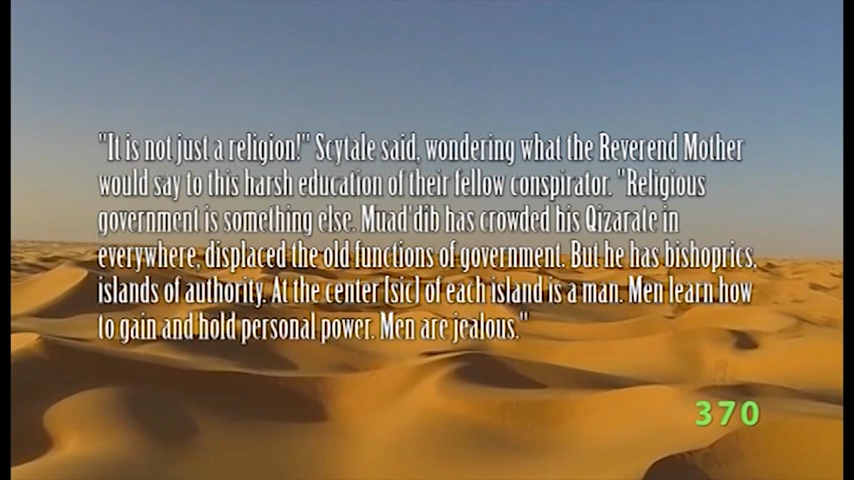 "It is not just a religion!" Scytale said, wondering what the Reverend Mother
would say to this harsh education of their fellow conspirator. "Religious
government is something else. Muad'dib has crowded his Qizarate in
everywhere, displaced the old functions of government. But he has bishoprics,
islands of authority. At the center [sic] of each island is a man. Men learn how
to gain and hold personal power. Men are jealous."
370